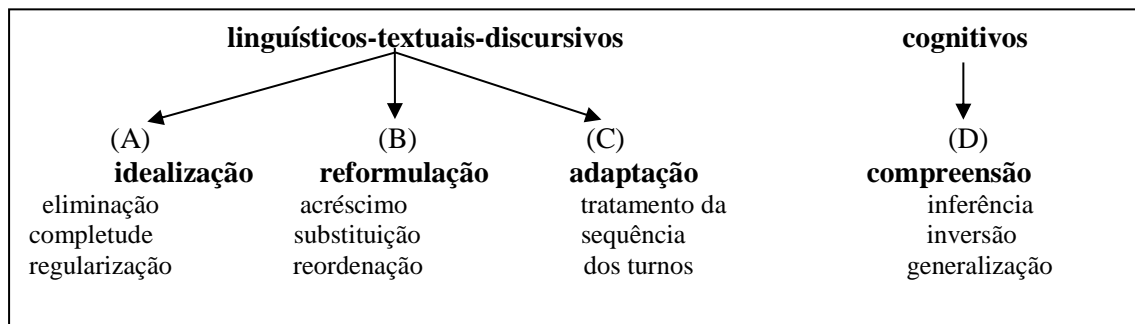 linguísticos-textuais-discursivos cognitivos
(A) (B) (C) (D)
idealização reformulação adaptação compreensão
eliminação acréscimo tratamento da inferência
completude substituição sequência inversão
regularização reordenação dos turnos generalização